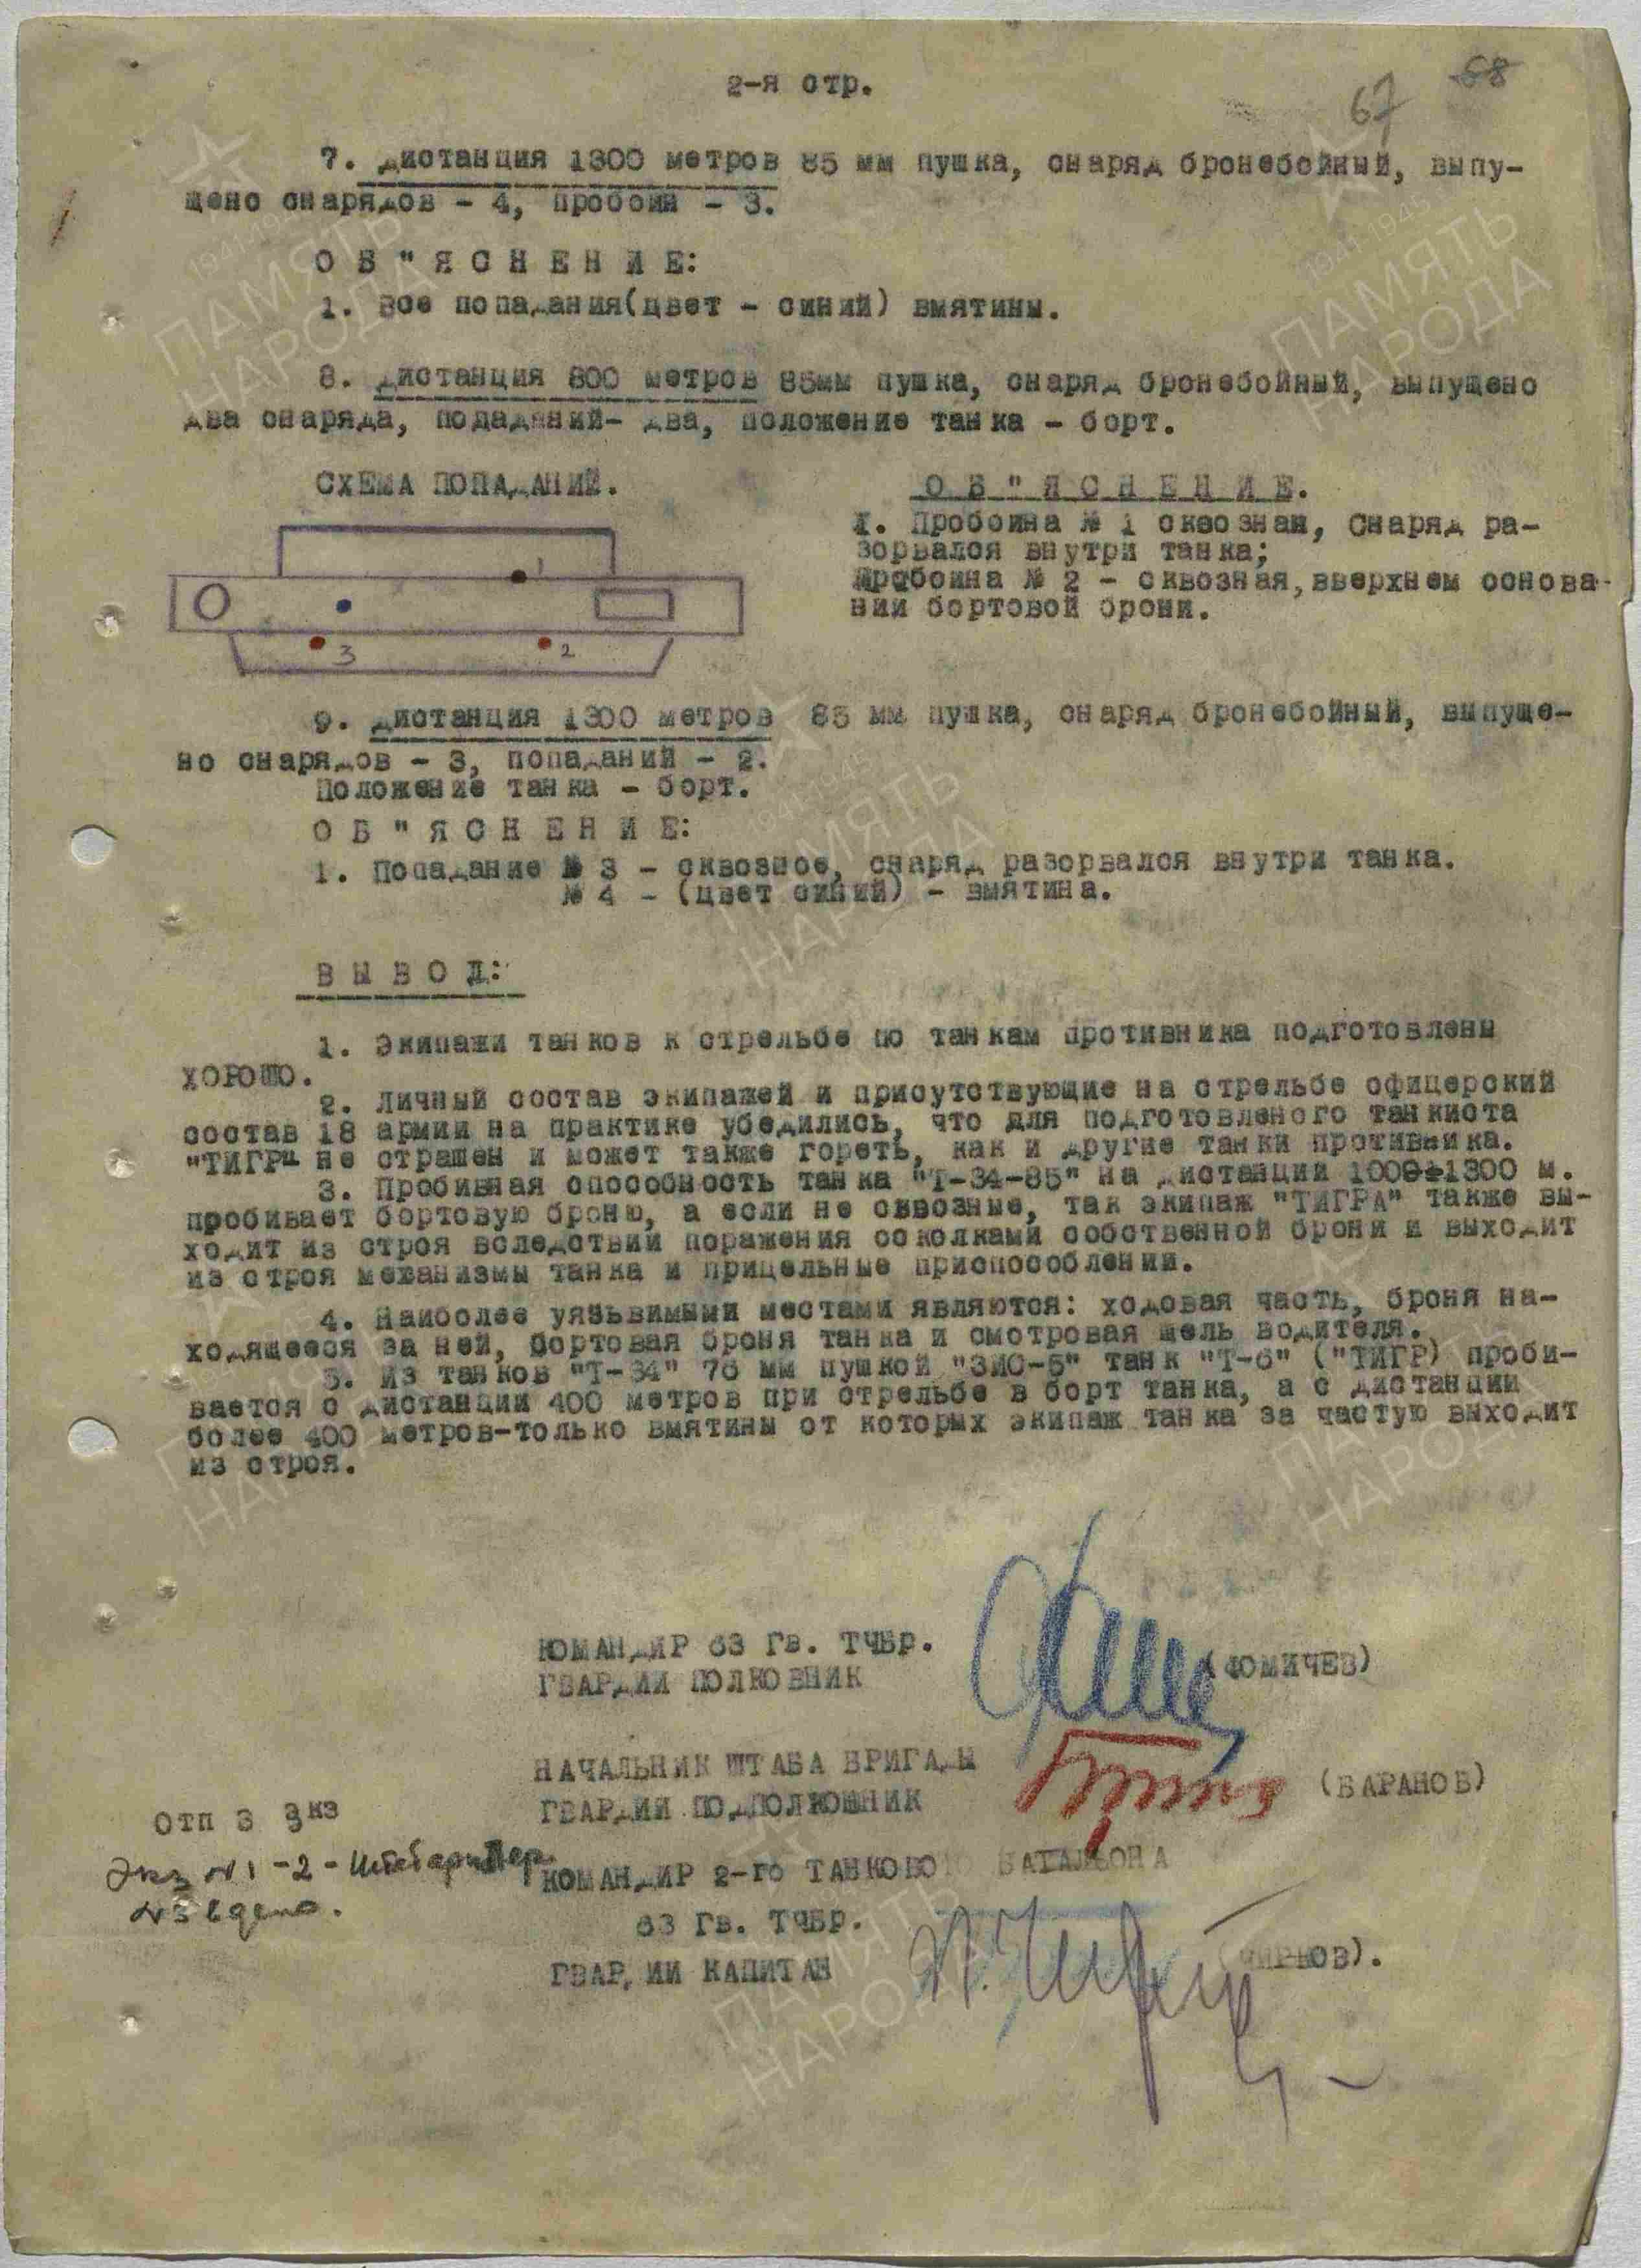 67 68
2-я стр.
7. Дистанция 1300 метров 85 мм пушка, снаряд бронебойный, выпу-
щено снарядов - 4, пробоин - 3.
О Б " Я С Н Е Н И Е:
1. Все попадания(цвет - синий) вмятины.
8. Дистанция 800 метров 85мм пушка, снаряд бронебойный, выпущено
два снаряда, попаданий- два, положение танка - борт.
СХЕМА ПОПАДАНИЙ.
1
3
2
О Б " Я С Н Е Н И Е.
1. Пробоина № 1 сквозная, Снаряд ра-
зорвался внутри танка;
Пробоина № 2 - сквозная,вверхнем основа-
нии бортовой брони.
9. Дистанция 1300 метров 85 мм пушка, снаряд бронебойный, выпуще-
но снарядов - 3, попаданий - 2.
Положение танка - борт.
О Б " Я С Н Е Н И Е:
1. Попадание № 3 - сквозное, снаряд разорвался внутри танка.
№ 4 - (цвет синий) - вмятина.
В Ы В О Д:
1. Экипажи танков к стрельбе по танкам противника подготовлены
ХОРОШО.
2. Личный состав экипажей и присутствующие на стрельбе офицерский
состав 18 армии на практике убедились, что для подготовленого танкиста
"ТИГР" не страшен и может также гореть, как и другие танки противника.
3. Пробивная способность танка "Т-34-85" на дистанции 1000-1300 м.
пробивает бортовую броню, а если не сквозные, так экипаж "ТИГРА" также вы-
ходит из строя вследствии поражения осколками собственной брони и выходит
из строя механизмы танка и прицельные приспособлении.
4. Наиболее уязьвимыми местами являются: ходовая часть, броня на-
ходящееся за ней, бортовая броня танка и смотровая щель водителя.
5. Из танков "Т-34" 76 мм пушкой "ЗИС-5" танк "Т-6" ("ТИГР) проби-
вается с дистанции 400 метров при стрельбе в борт танка, а с дистанции
более 400 метров-только вмятины от которых экипаж танка за частую выходит
из строя.
КОМАНДИР 63 Гв. ТЧБр.
ГВАРДИИ ПОЛКОВНИК (ФОМИЧЕВ)
НАЧАЛЬНИК ШТАБА БРИГАДЫ
ГВАРДИИ ПОДПОЛКОВНИК (БАРАНОВ)
Отп 3 экз
Экз №1-2-
№3 в дело.
КОМАНДИР 2-го ТАНКОВОГО БАТАЛЬОНА
63 Гв. ТЧБр.
ГВАРДИИ КАПИТАН
1941-1945
ПАМЯТЬ
НАРОДА